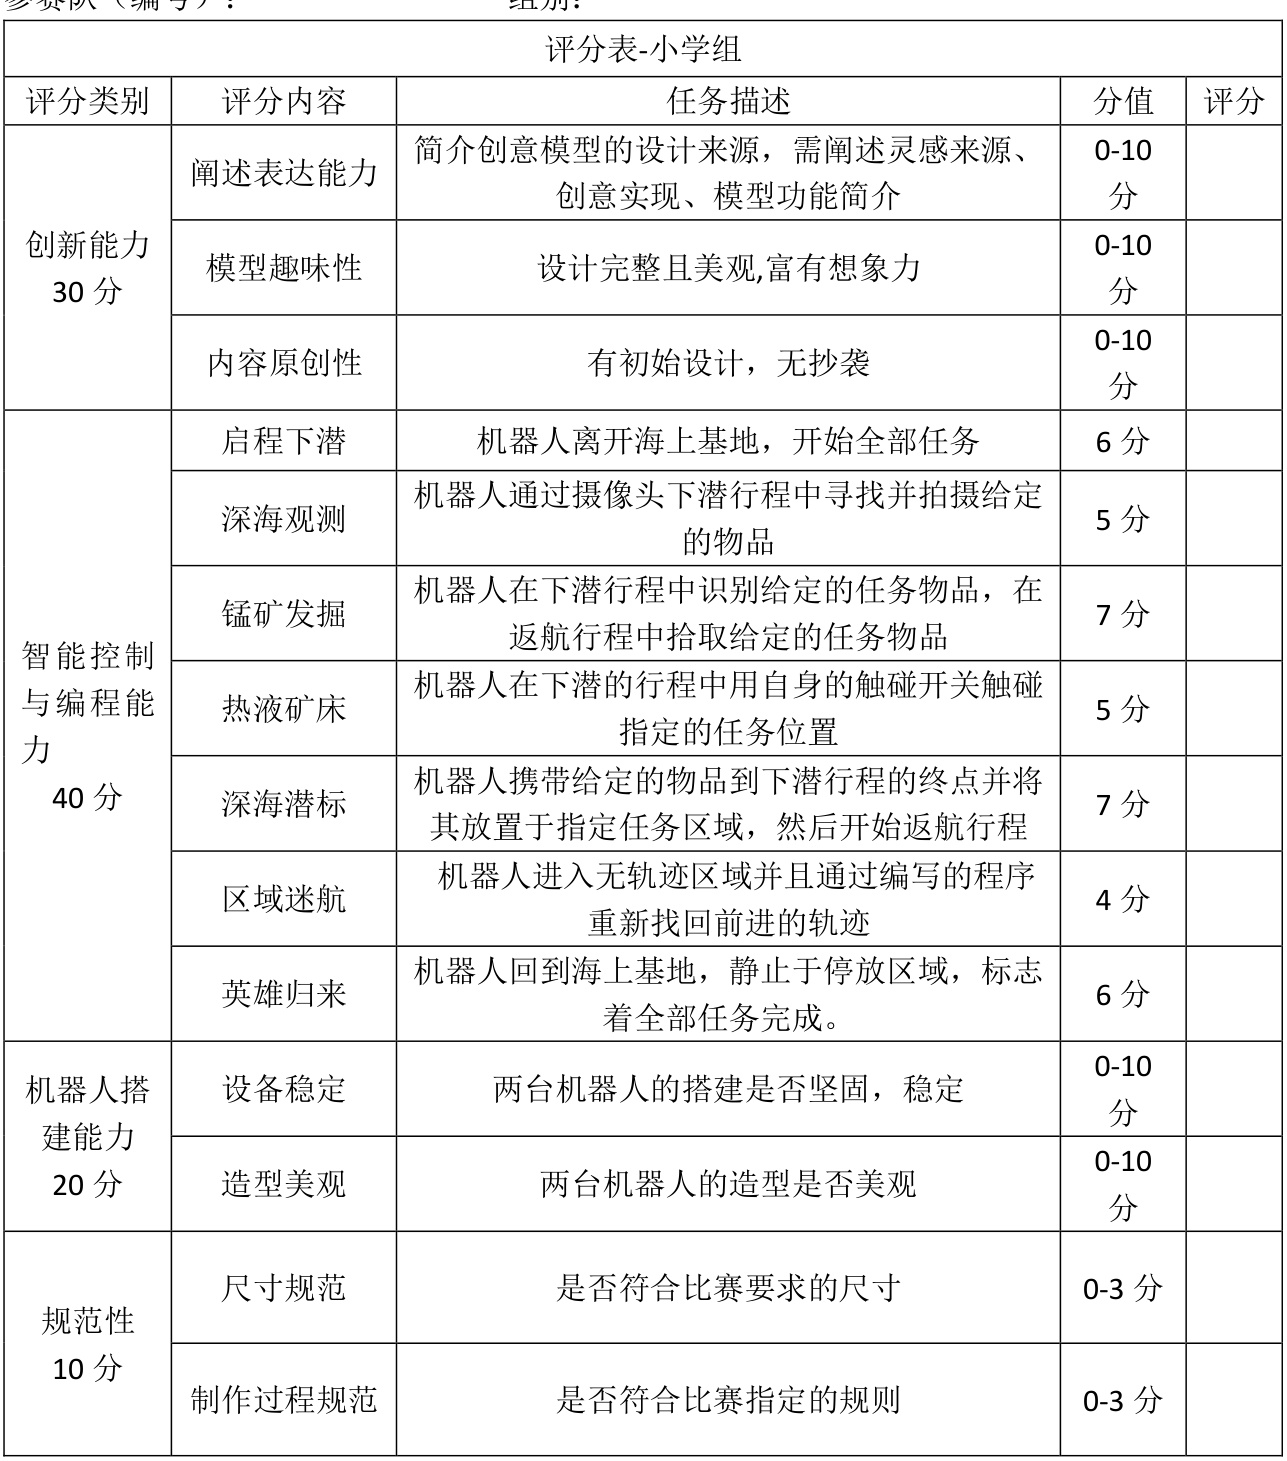 参赛队（编号）： 组别：
评分表-小学组
评分类别 评分内容 任务描述 分值 评分
创新能力
30 分
阐述表达能力
简介创意模型的设计来源，需阐述灵感来源、
创意实现、模型功能简介
0-10
分
模型趣味性
设计完整且美观,富有想象力
0-10
分
内容原创性
有初始设计，无抄袭
0-10
分
智能控制
与编程能
力
40 分
启程下潜
机器人离开海上基地，开始全部任务
6 分
深海观测
机器人通过摄像头下潜行程中寻找并拍摄给定
的物品
5 分
锰矿发掘
机器人在下潜行程中识别给定的任务物品，在
返航行程中拾取给定的任务物品
7 分
热液矿床
机器人在下潜的行程中用自身的触碰开关触碰
指定的任务位置
5 分
深海潜标
机器人携带给定的物品到下潜行程的终点并将
其放置于指定任务区域，然后开始返航行程
7 分
区域迷航
机器人进入无轨迹区域并且通过编写的程序
重新找回前进的轨迹
4 分
英雄归来
机器人回到海上基地，静止于停放区域，标志
着全部任务完成。
6 分
机器人搭
建能力
20 分
设备稳定
两台机器人的搭建是否坚固，稳定
0-10
分
造型美观
两台机器人的造型是否美观
0-10
分
规范性
10 分
尺寸规范
是否符合比赛要求的尺寸
0-3 分
制作过程规范
是否符合比赛指定的规则
0-3 分